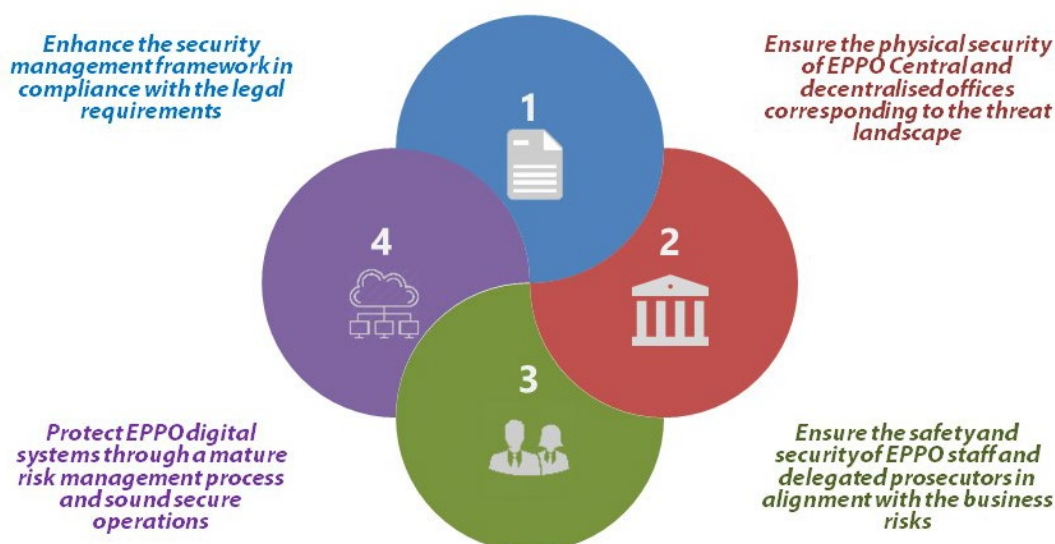 Enhance the security
management framework in
compliance with the legal
requirements
Ensure the physical security
of EPPO Central and
decentralised offices
corresponding to the threat
landscape
1
2
3
4
Protect EPPO digital
systems through a mature
risk management process
and sound secure
operations
Ensure the safety and
security of EPPO staff and
delegated prosecutors in
alignment with the business
risks